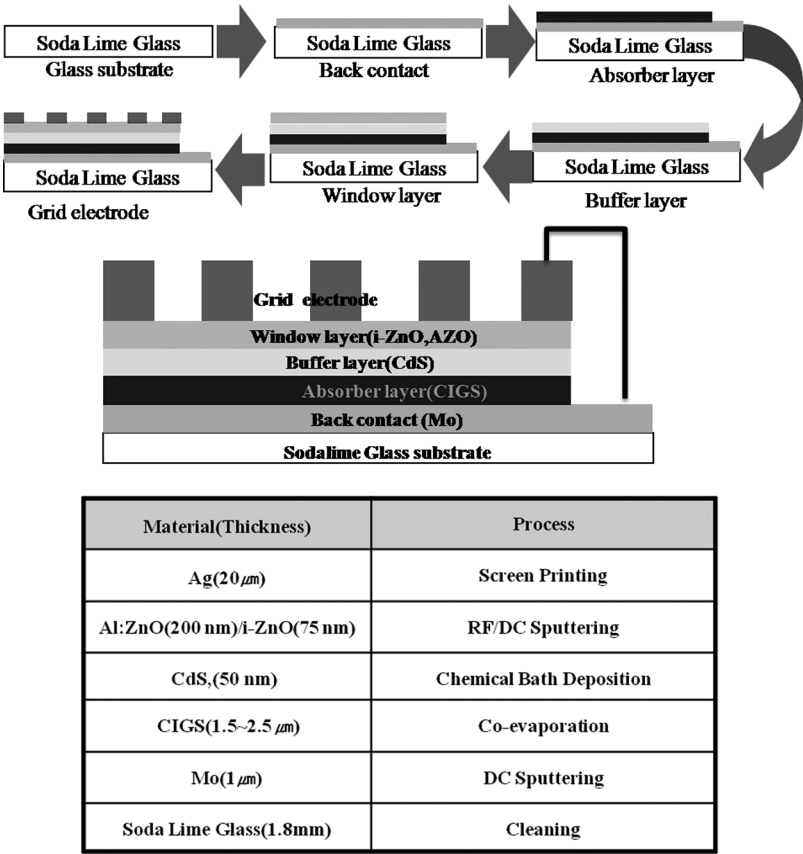 Soda Lime Glass
Glass substrate
Soda Lime Glass
Back contact
Soda Lime Glass
Absorber layer
Soda Lime Glass
Grid electrode
Soda Lime Glass
Window layer
Soda Lime Glass
Buffer layer
Grid electrode
Window layer(i-ZnO,AZO)
Buffer layer(CdS)
Absorber layer(CIGS)
Back contact (Mo)
Sodalime Glass substrate
Material(Thickness) Process
Ag(20㎛) Screen Printing
Al:ZnO(200 nm)/i-ZnO(75 nm) RF/DC Sputtering
CdS,(50 nm) Chemical Bath Deposition
CIGS(1.5~2.5㎛) Co-evaporation
Mo(1㎛) DC Sputtering
Soda Lime Glass(1.8mm) Cleaning